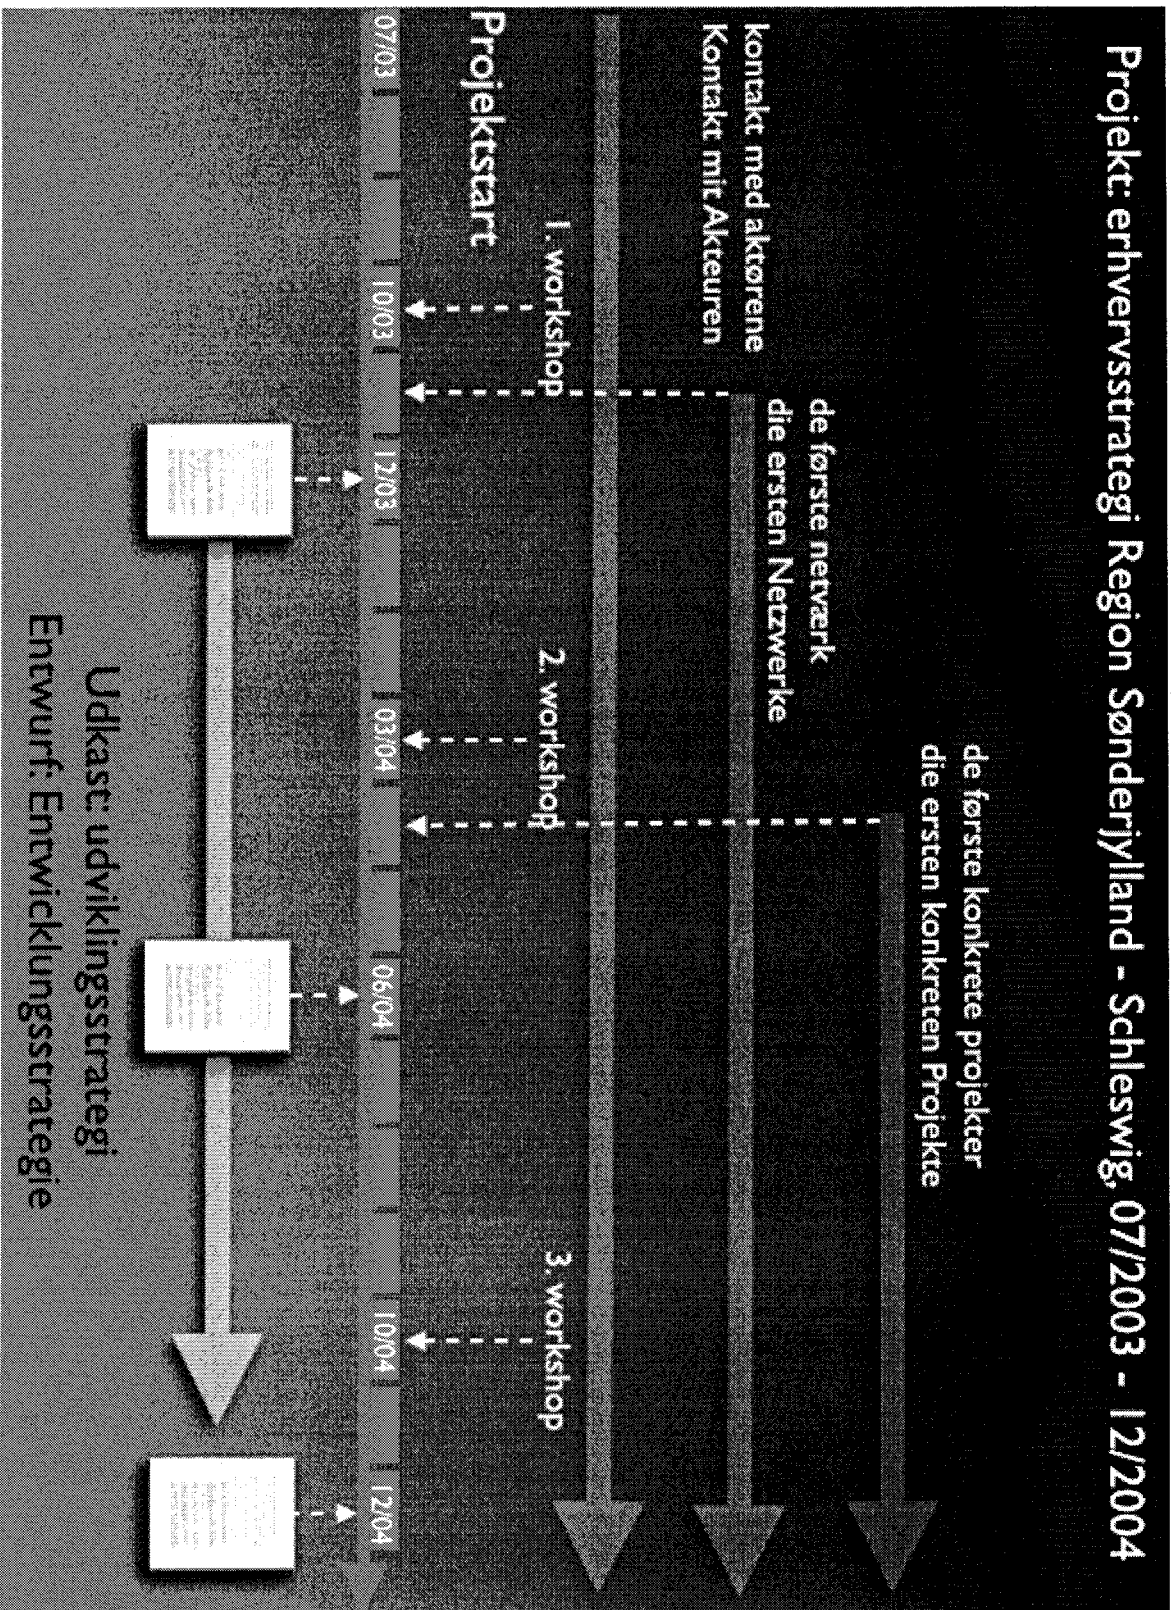 Projekt: erhvervsstrategi Region Sønderjylland - Schleswig, 07/2003 - 12/2004
de første konkrete projekter
die ersten konkreten Projekte
de første netværk
die ersten Netzwerke
kontakt med aktørene
Kontakt mit Akteuren
1. workshop
2. workshop
3. workshop
Projektstart
07/03
10/03
12/03
03/04
06/04
10/04
12/04
Udkast: udviklingsstrategi
Entwurf: Entwicklungsstrategie